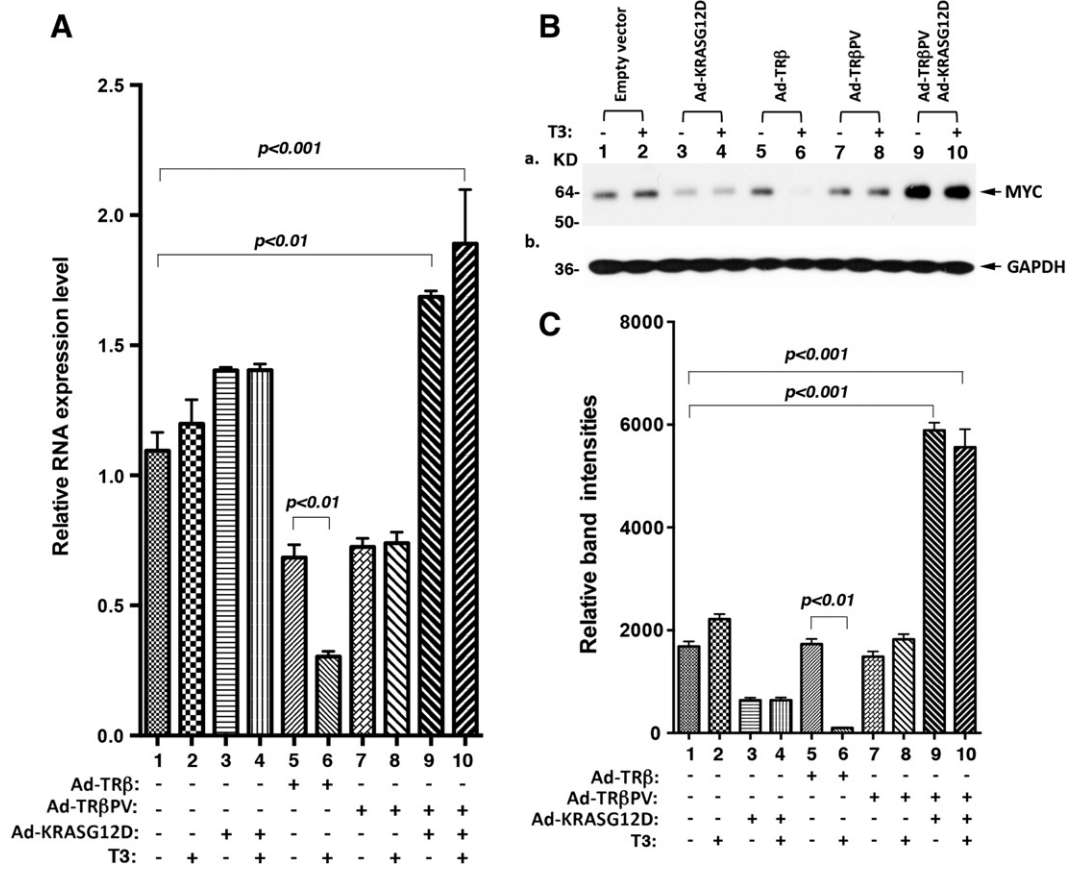 A
2.5
2.0
1.5
1.0
0.5
0.0
Relative RNA expression level
p<0.001
p<0.01
p<0.01
1 2 3 4 5 6 7 8 9 10
Ad-TRβ: - - - - + + - - - -
Ad-TRβPV: - - - - - - + + + +
Ad-KRASG12D: - - + + - - - - + +
T3: - + - + - + - + - +
B
Empty vector
Ad-KRASG12D
Ad-TRβ
Ad-TRβPV
Ad-TRβPV
Ad-KRASG12D
T3: - + - + - + - + - +
a. KD 1 2 3 4 5 6 7 8 9 10
64-
MYC
50-
b.
36-
GAPDH
C
8000
6000
4000
2000
0
Relative band intensities
p<0.001
p<0.001
p<0.01
1 2 3 4 5 6 7 8 9 10
Ad-TRβ: - - - - + + - - - -
Ad-TRβPV: - - - - - - + + + +
Ad-KRASG12D: - - + + - - - - + +
T3: - + - + - + - + - +